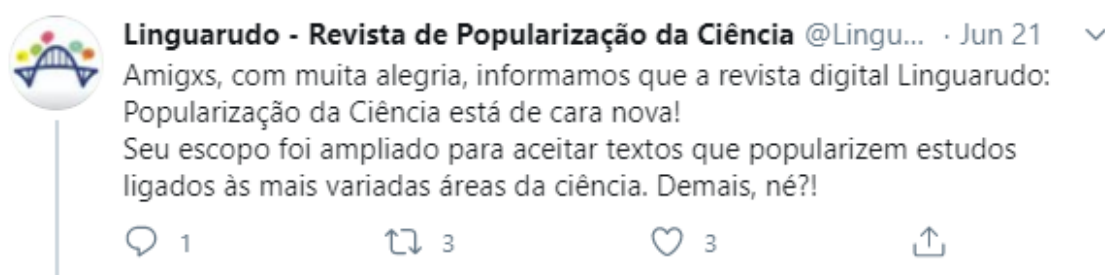 Linguarudo - Revista de Popularização da Ciência @Lingu... · Jun 21
Amigxs, com muita alegria, informamos que a revista digital Linguarudo:
Popularização da Ciência está de cara nova!
Seu escopo foi ampliado para aceitar textos que popularizem estudos
ligados às mais variadas áreas da ciência. Demais, né?!
1 3 3